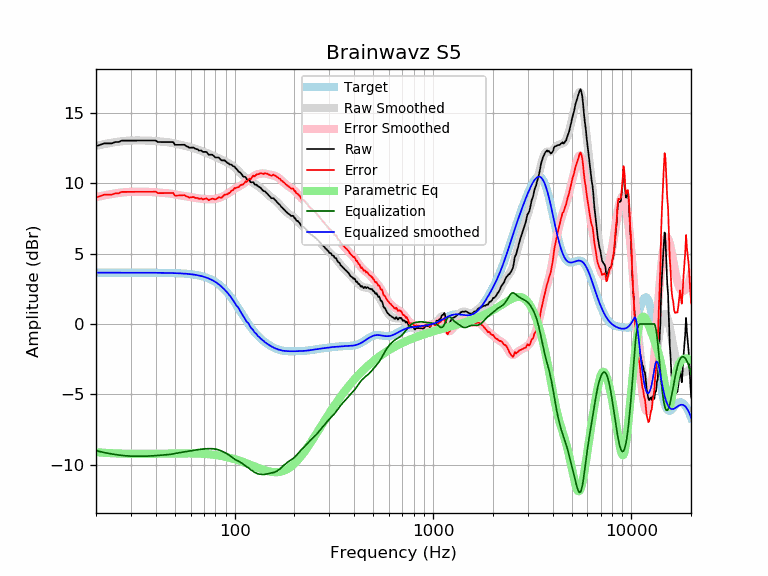 Brainwavz S5
Target
Raw Smoothed
Error Smoothed
Raw
Error
Parametric Eq
Equalization
Equalized smoothed
15
10
5
0
−5
−10
Amplitude (dBr)
100
1000
10000
Frequency (Hz)